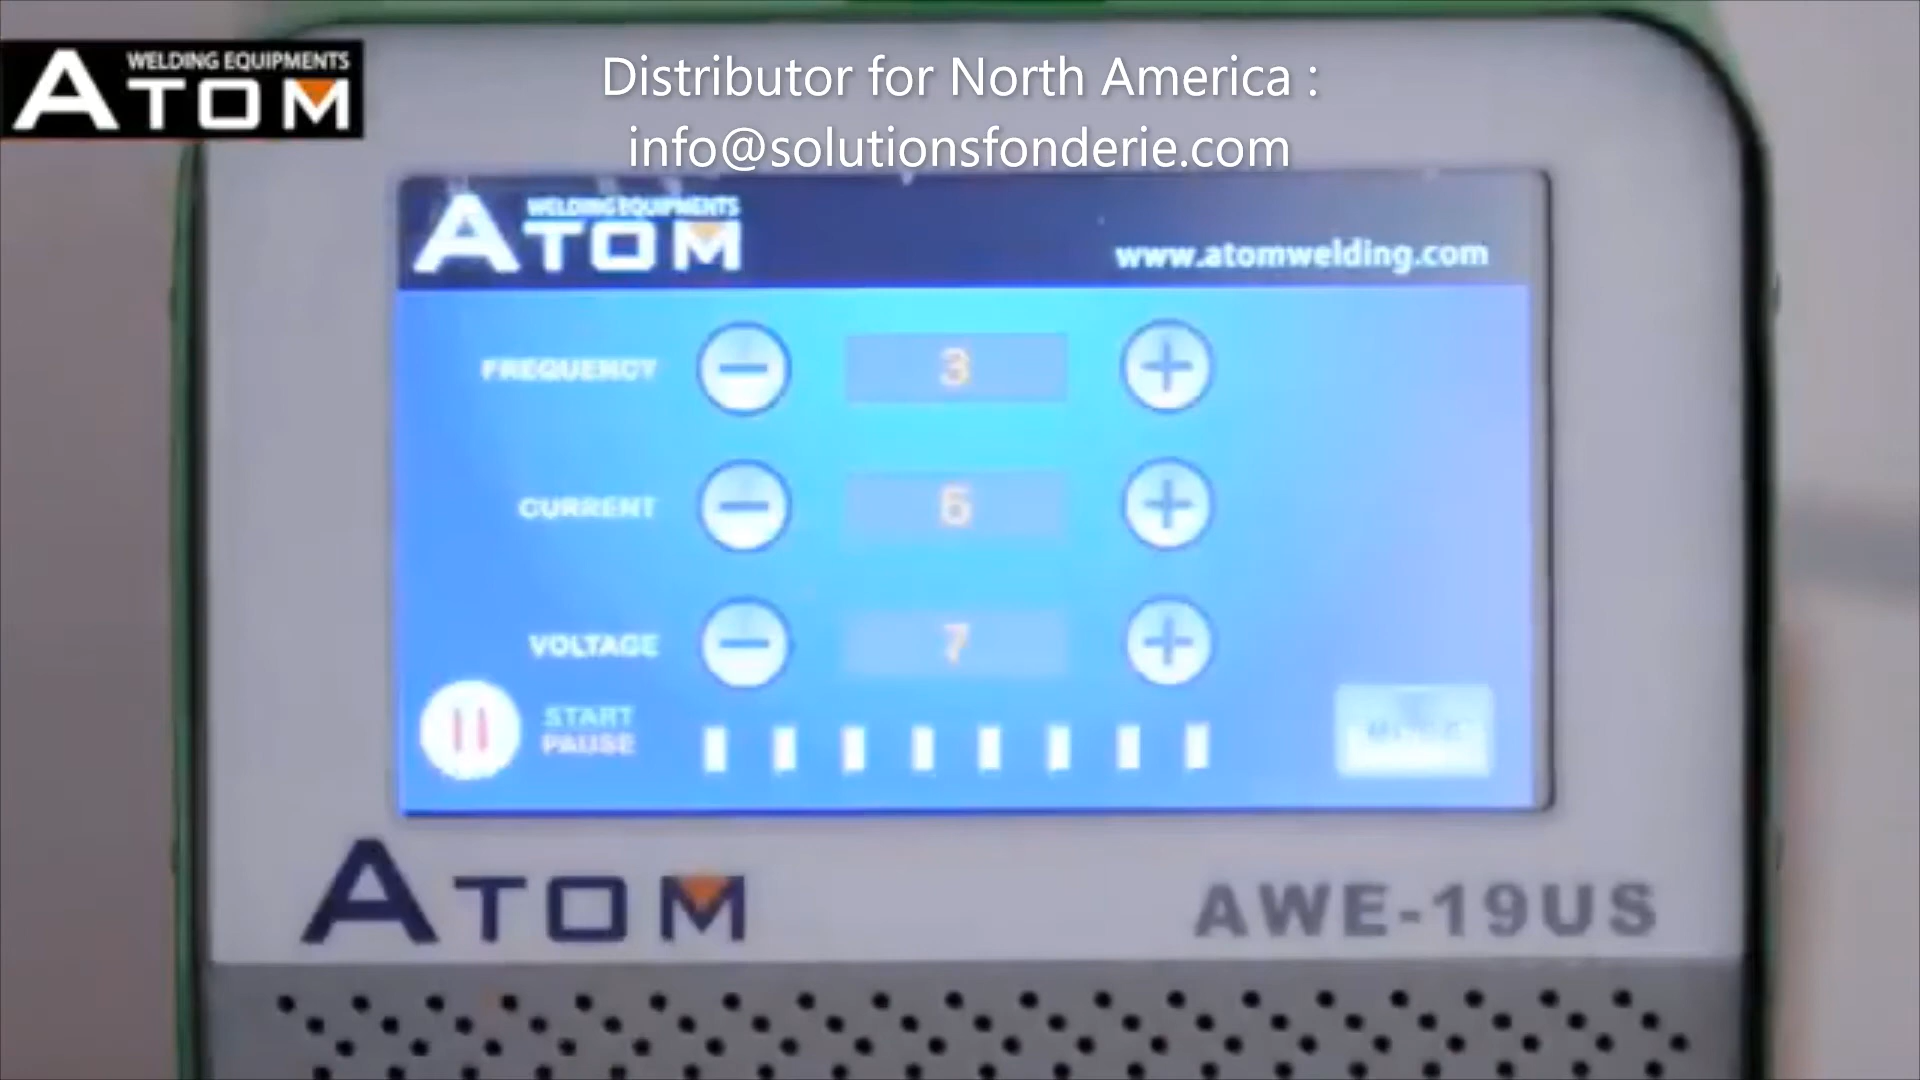 WELDING EQUIPMENTS
ATOM
Distributor for North America :
info@solutionsfonderie.com
WELDING EQUIPMENTS
ATOM
www.atomwelding.com
FREQUENCY
3
CURRENT
6
VOLTAGE
7
START
PAUSE
ATOM
AWE-19US